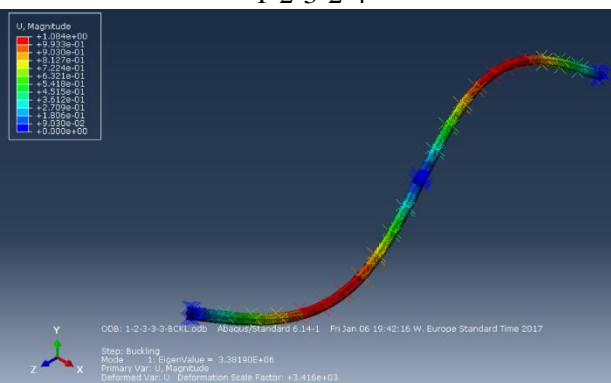 U, Magnitude
+1.084e+00
+9.933e-01
+9.030e-01
+8.127e-01
+7.224e-01
+6.321e-01
+5.418e-01
+4.515e-01
+3.612e-01
+2.709e-01
+1.806e-01
+9.030e-02
+0.000e+00
Y
Z X
ODB: 1-2-3-3-3-BCKL.odb Abaqus/Standard 6.14-1 Fri Jan 06 19:42:16 W. Europe Standard Time 2017
Step: Buckling
Mode 1: EigenValue = 3.38190E+06
Primary Var: U, Magnitude
Deformed Var: U Deformation Scale Factor: +3.416e+03